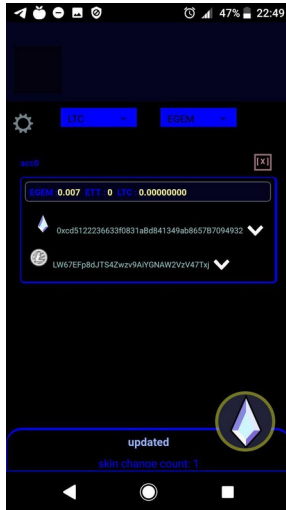 47% 22:49
LTC EGEM
acc0 [X]
EGEM 0.007 ETT 0 LTC 0.00000000
0xcd5122236633f0831aBd841349ab8657B7094932
LW67EFp8dJTS4Zwzv9AiYGNAW2VzV47Txj
updated
skin change count: 1